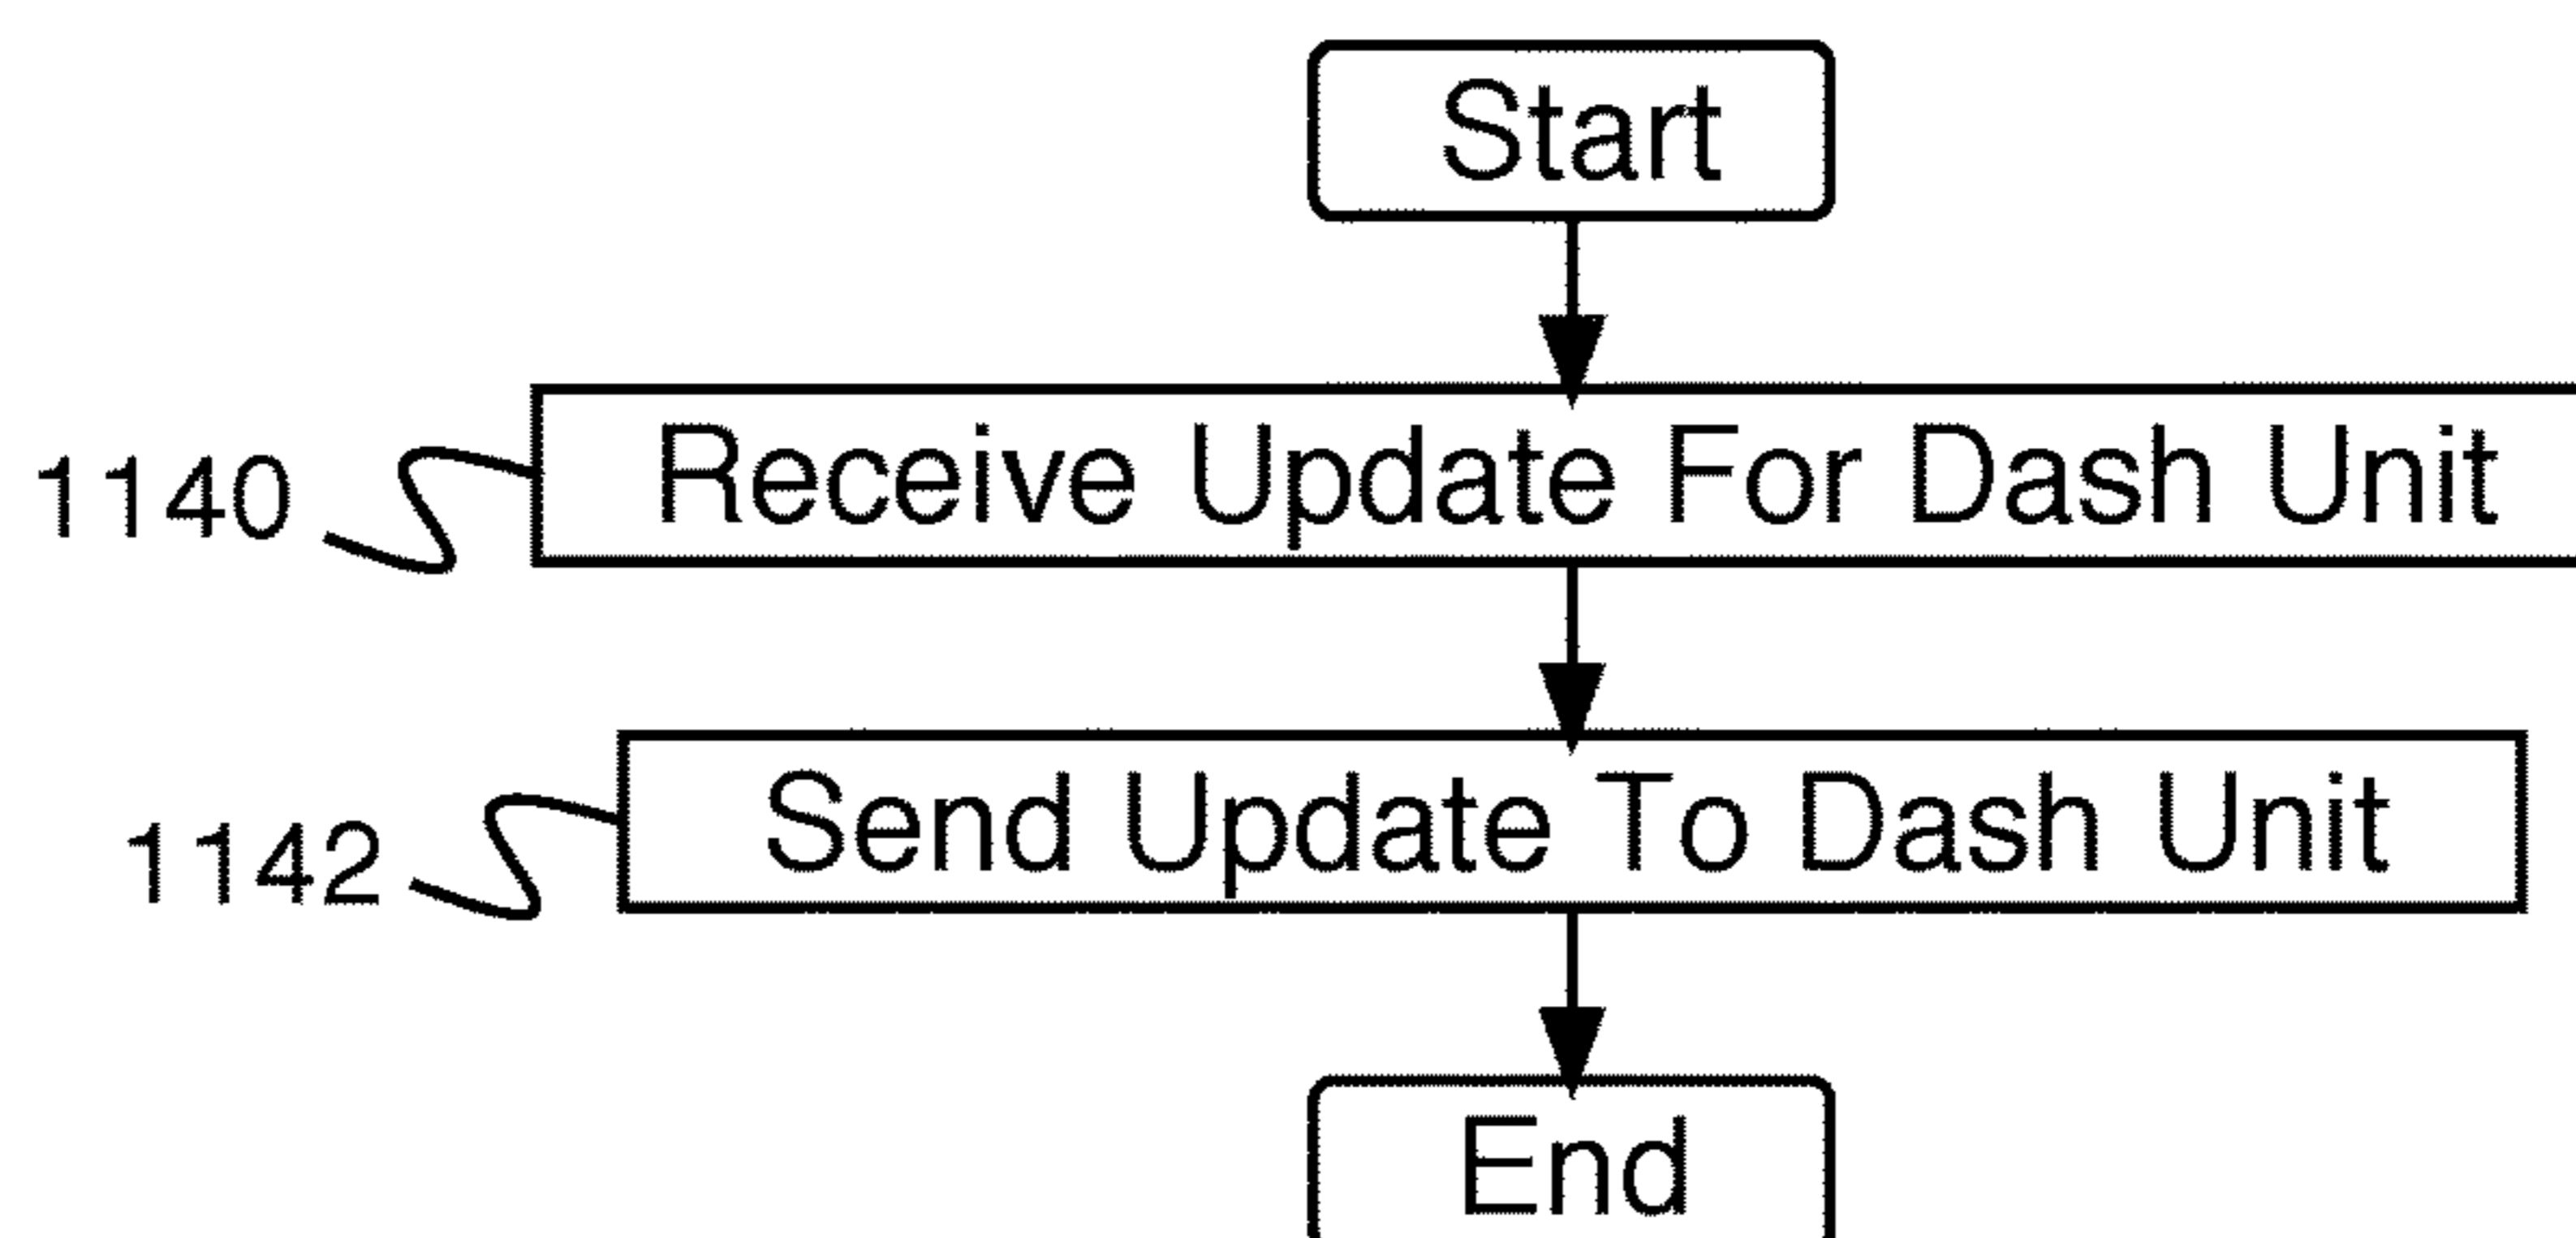 Start
1140 Receive Update For Dash Unit
1142 Send Update To Dash Unit
End